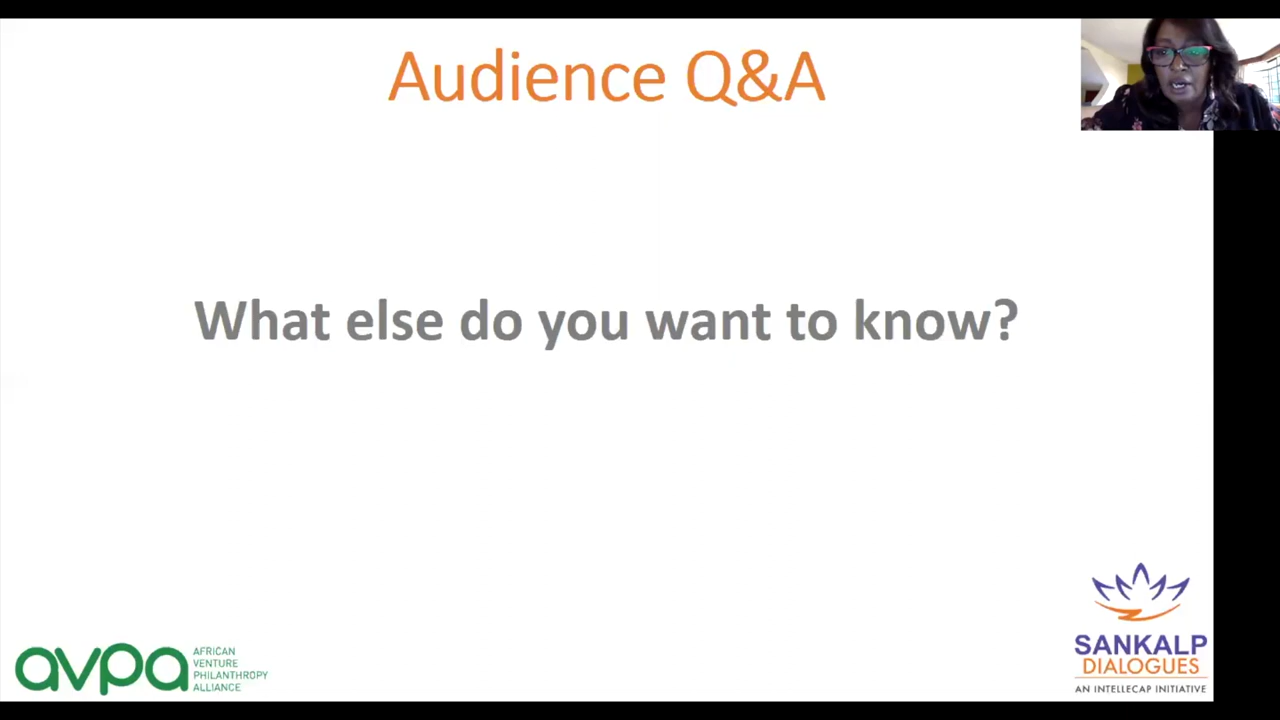 Audience Q&A
What else do you want to know?
avpa
AFRICAN
VENTURE
PHILANTHROPY
ALLIANCE
SANKALP
DIALOGUES
AN INTELLECAP INITIATIVE